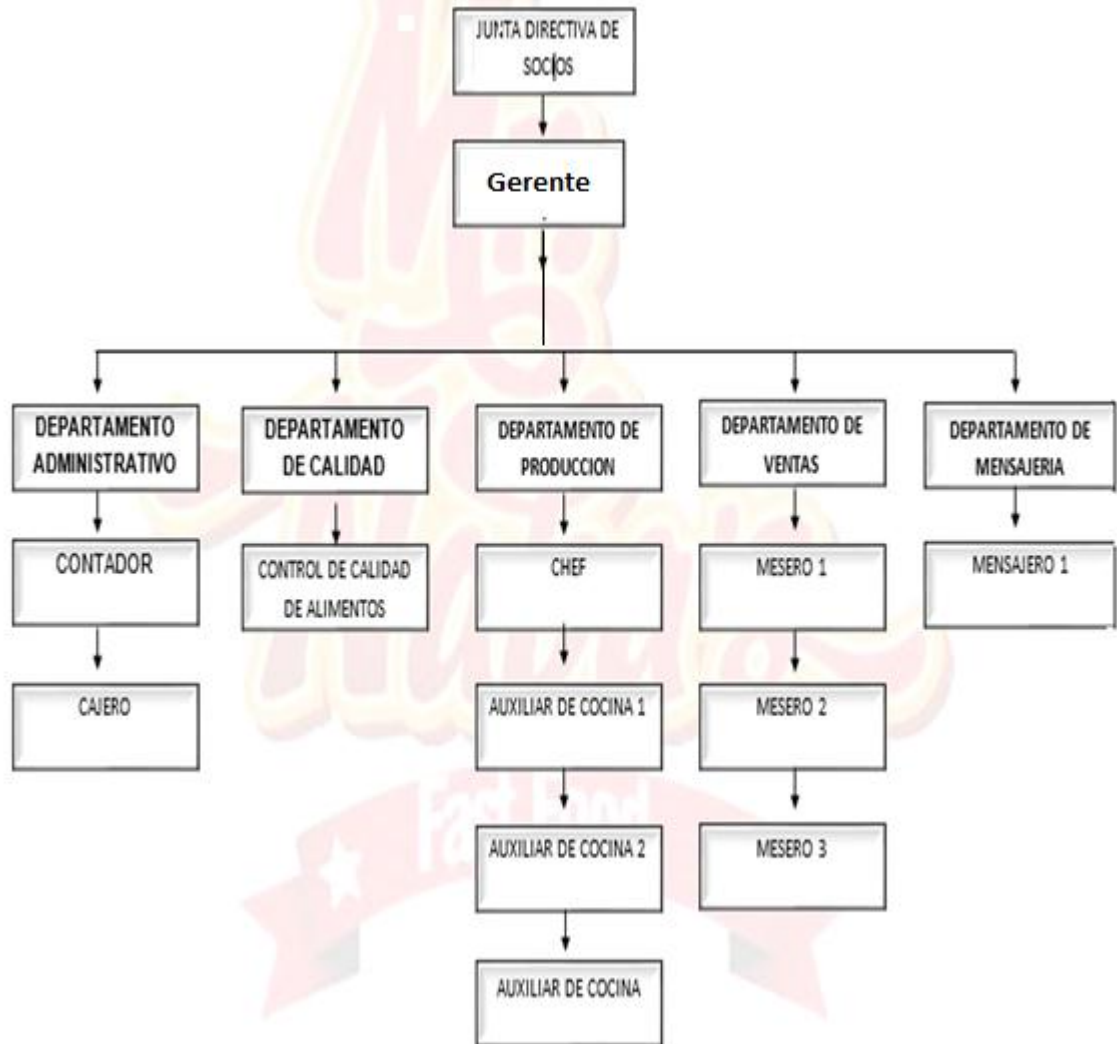 JUNTA DIRECTIVA DE
SOCIOS
Gerente
.
DEPARTAMENTO
ADMINISTRATIVO
DEPARTAMENTO
DE CALIDAD
DEPARTAMENTO DE
PRODUCCION
DEPARTAMENTO DE
VENTAS
DEPARTAMENTO DE
MENSAJERIA
CONTADOR
CONTROL DE CALIDAD
DE ALIMENTOS
CHEF
MESERO 1
MENSAJERO 1
CAJERO
AUXILIAR DE COCINA 1
MESERO 2
AUXILIAR DE COCINA 2
MESERO 3
AUXILIAR DE COCINA
Fast Food